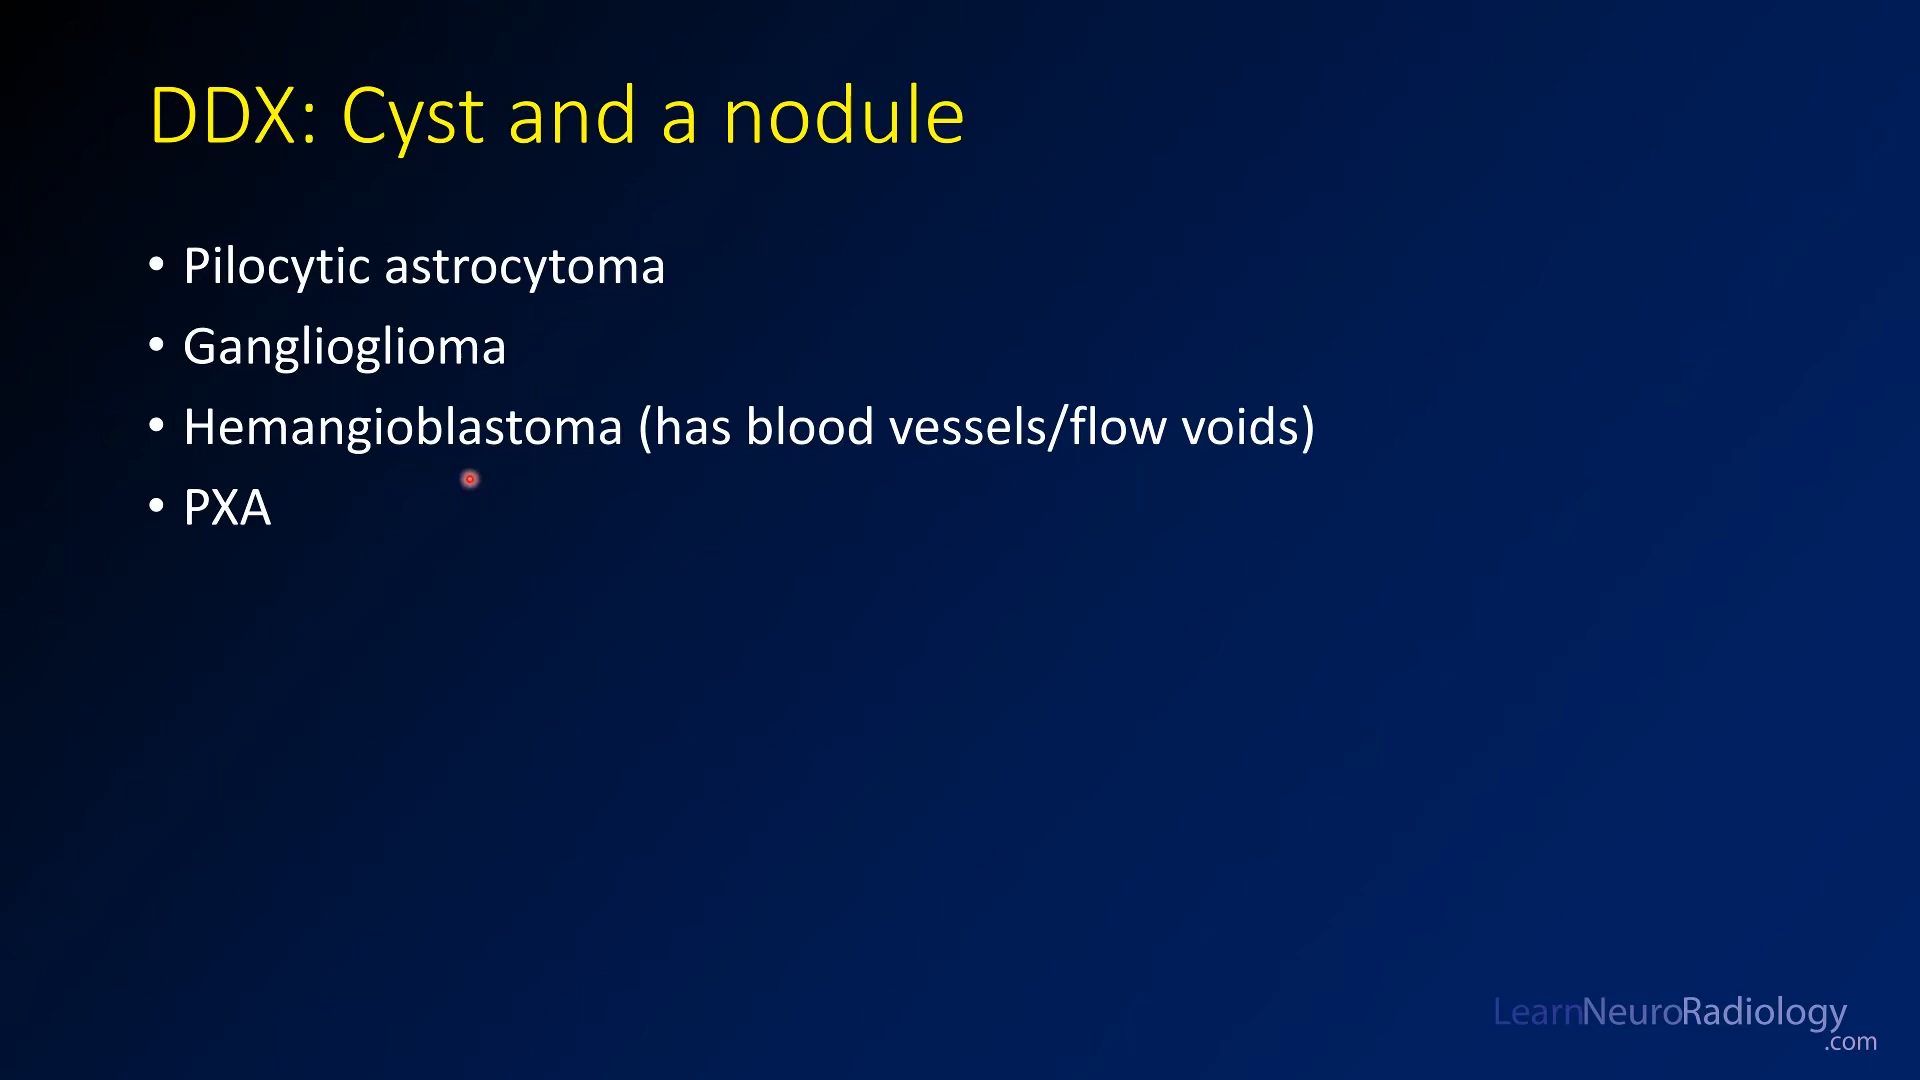 DDX: Cyst and a nodule
• Pilocytic astrocytoma
• Ganglioglioma
• Hemangioblastoma (has blood vessels/flow voids)
• PXA
LearnNeuroRadiology
.com